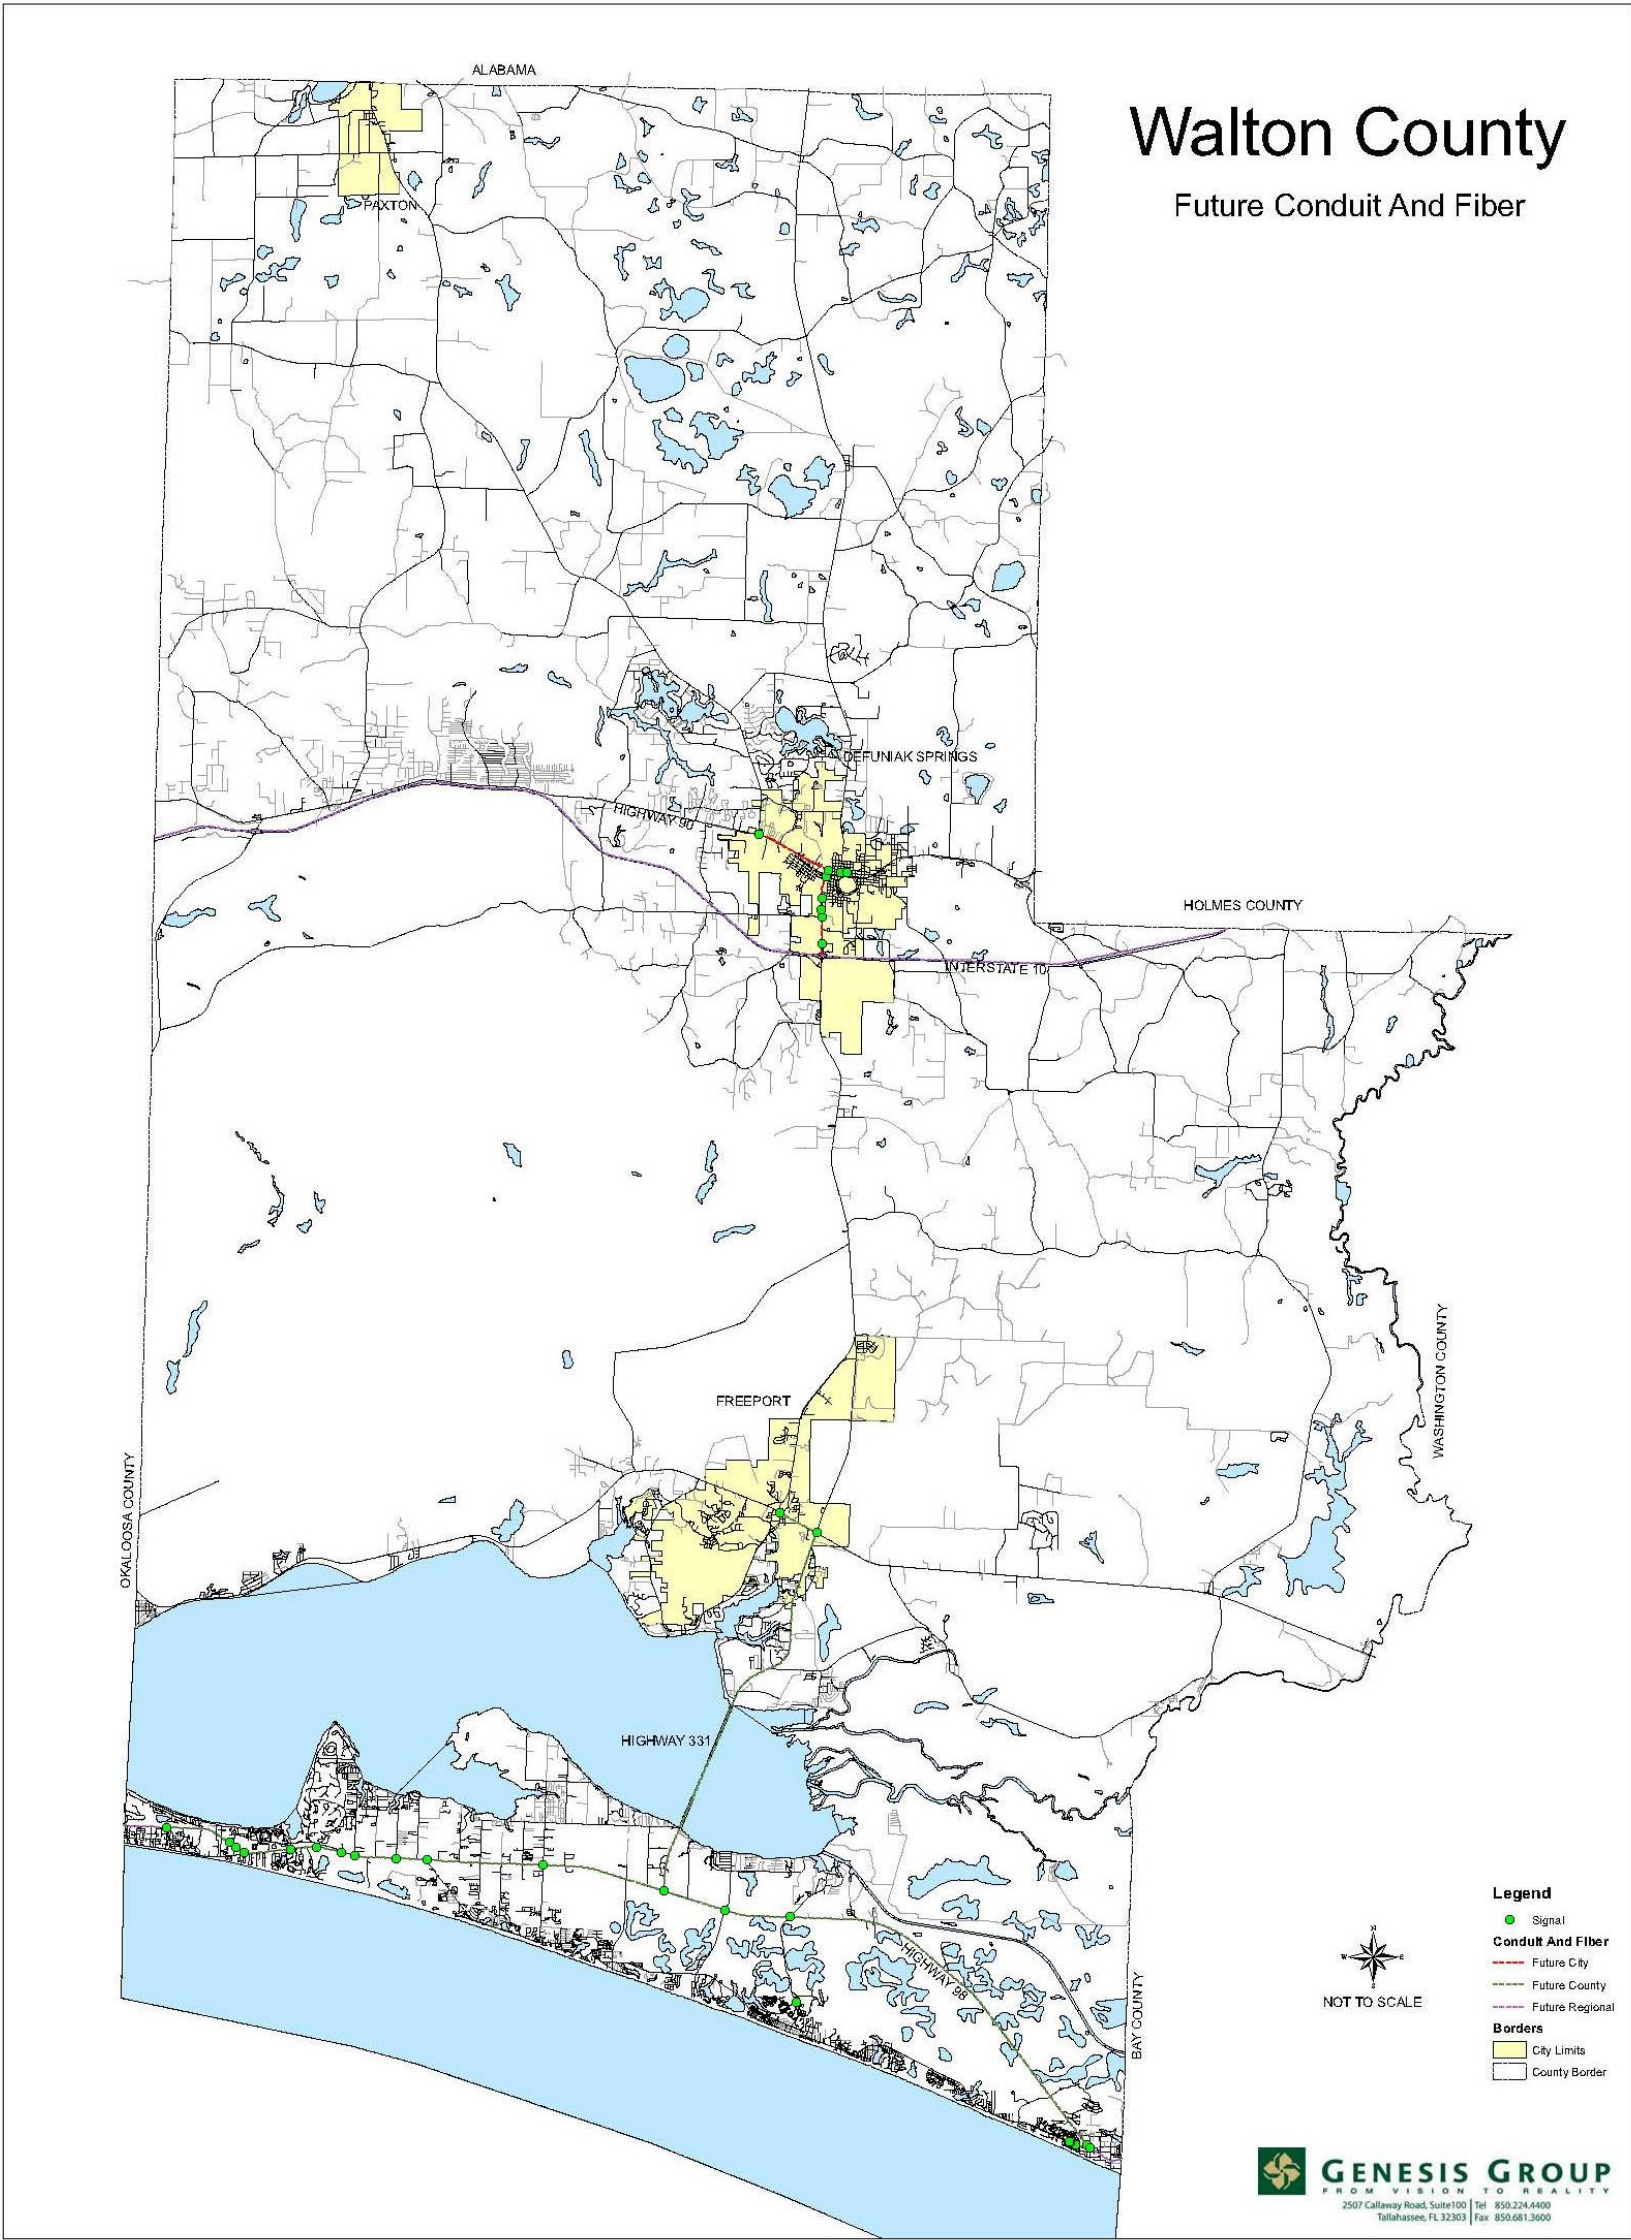 ALABAMA
Walton County
Future Conduit And Fiber
PAXTON
DEFUNIAK SPRINGS
HIGHWAY 90
HOLMES COUNTY
INTERSTATE 10
WASHINGTON COUNTY
FREEPORT
OKALOOSA COUNTY
HIGHWAY 331
HIGHWAY 98
BAY COUNTY
N
W
E
S
NOT TO SCALE
Legend
Signal
Conduit And Fiber
Future City
Future County
Future Regional
Borders
City Limits
County Border
GENESIS GROUP
FROM VISION TO REALITY
2507 Callaway Road, Suite100 | Tel 850.224.4400
Tallahassee, FL 32303 | Fax 850.681.3600